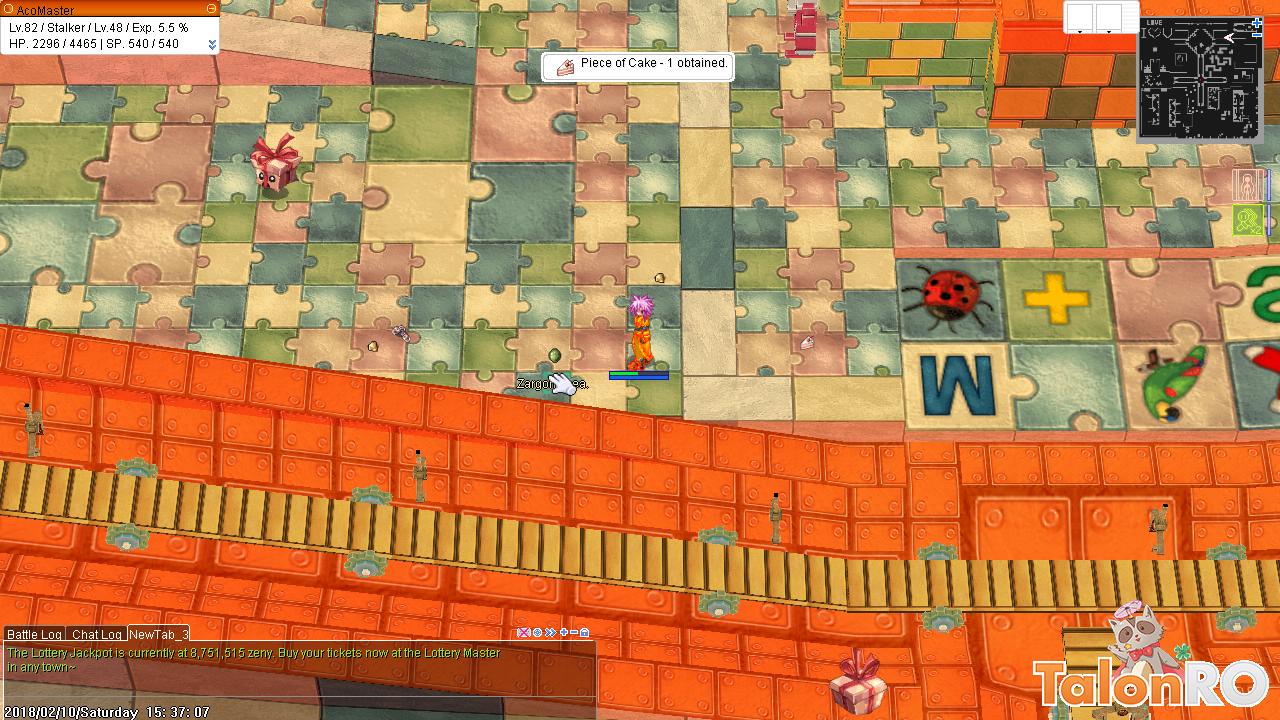 AcoMaster
Lv.82 / Stalker / Lv.48 / Exp. 5.5 %
HP. 2296 / 4401 | SP. 540 / 540
Piece of Cake - 1 obtained.
LOVE
W
Battle Log Chat Log NewTab_3
The Lottery Jackpot is currently at 8,751,515 zeny. Buy your tickets now at the Lottery Master
in any town~
2018/02/10/Saturday 15:37:07
TalonRO